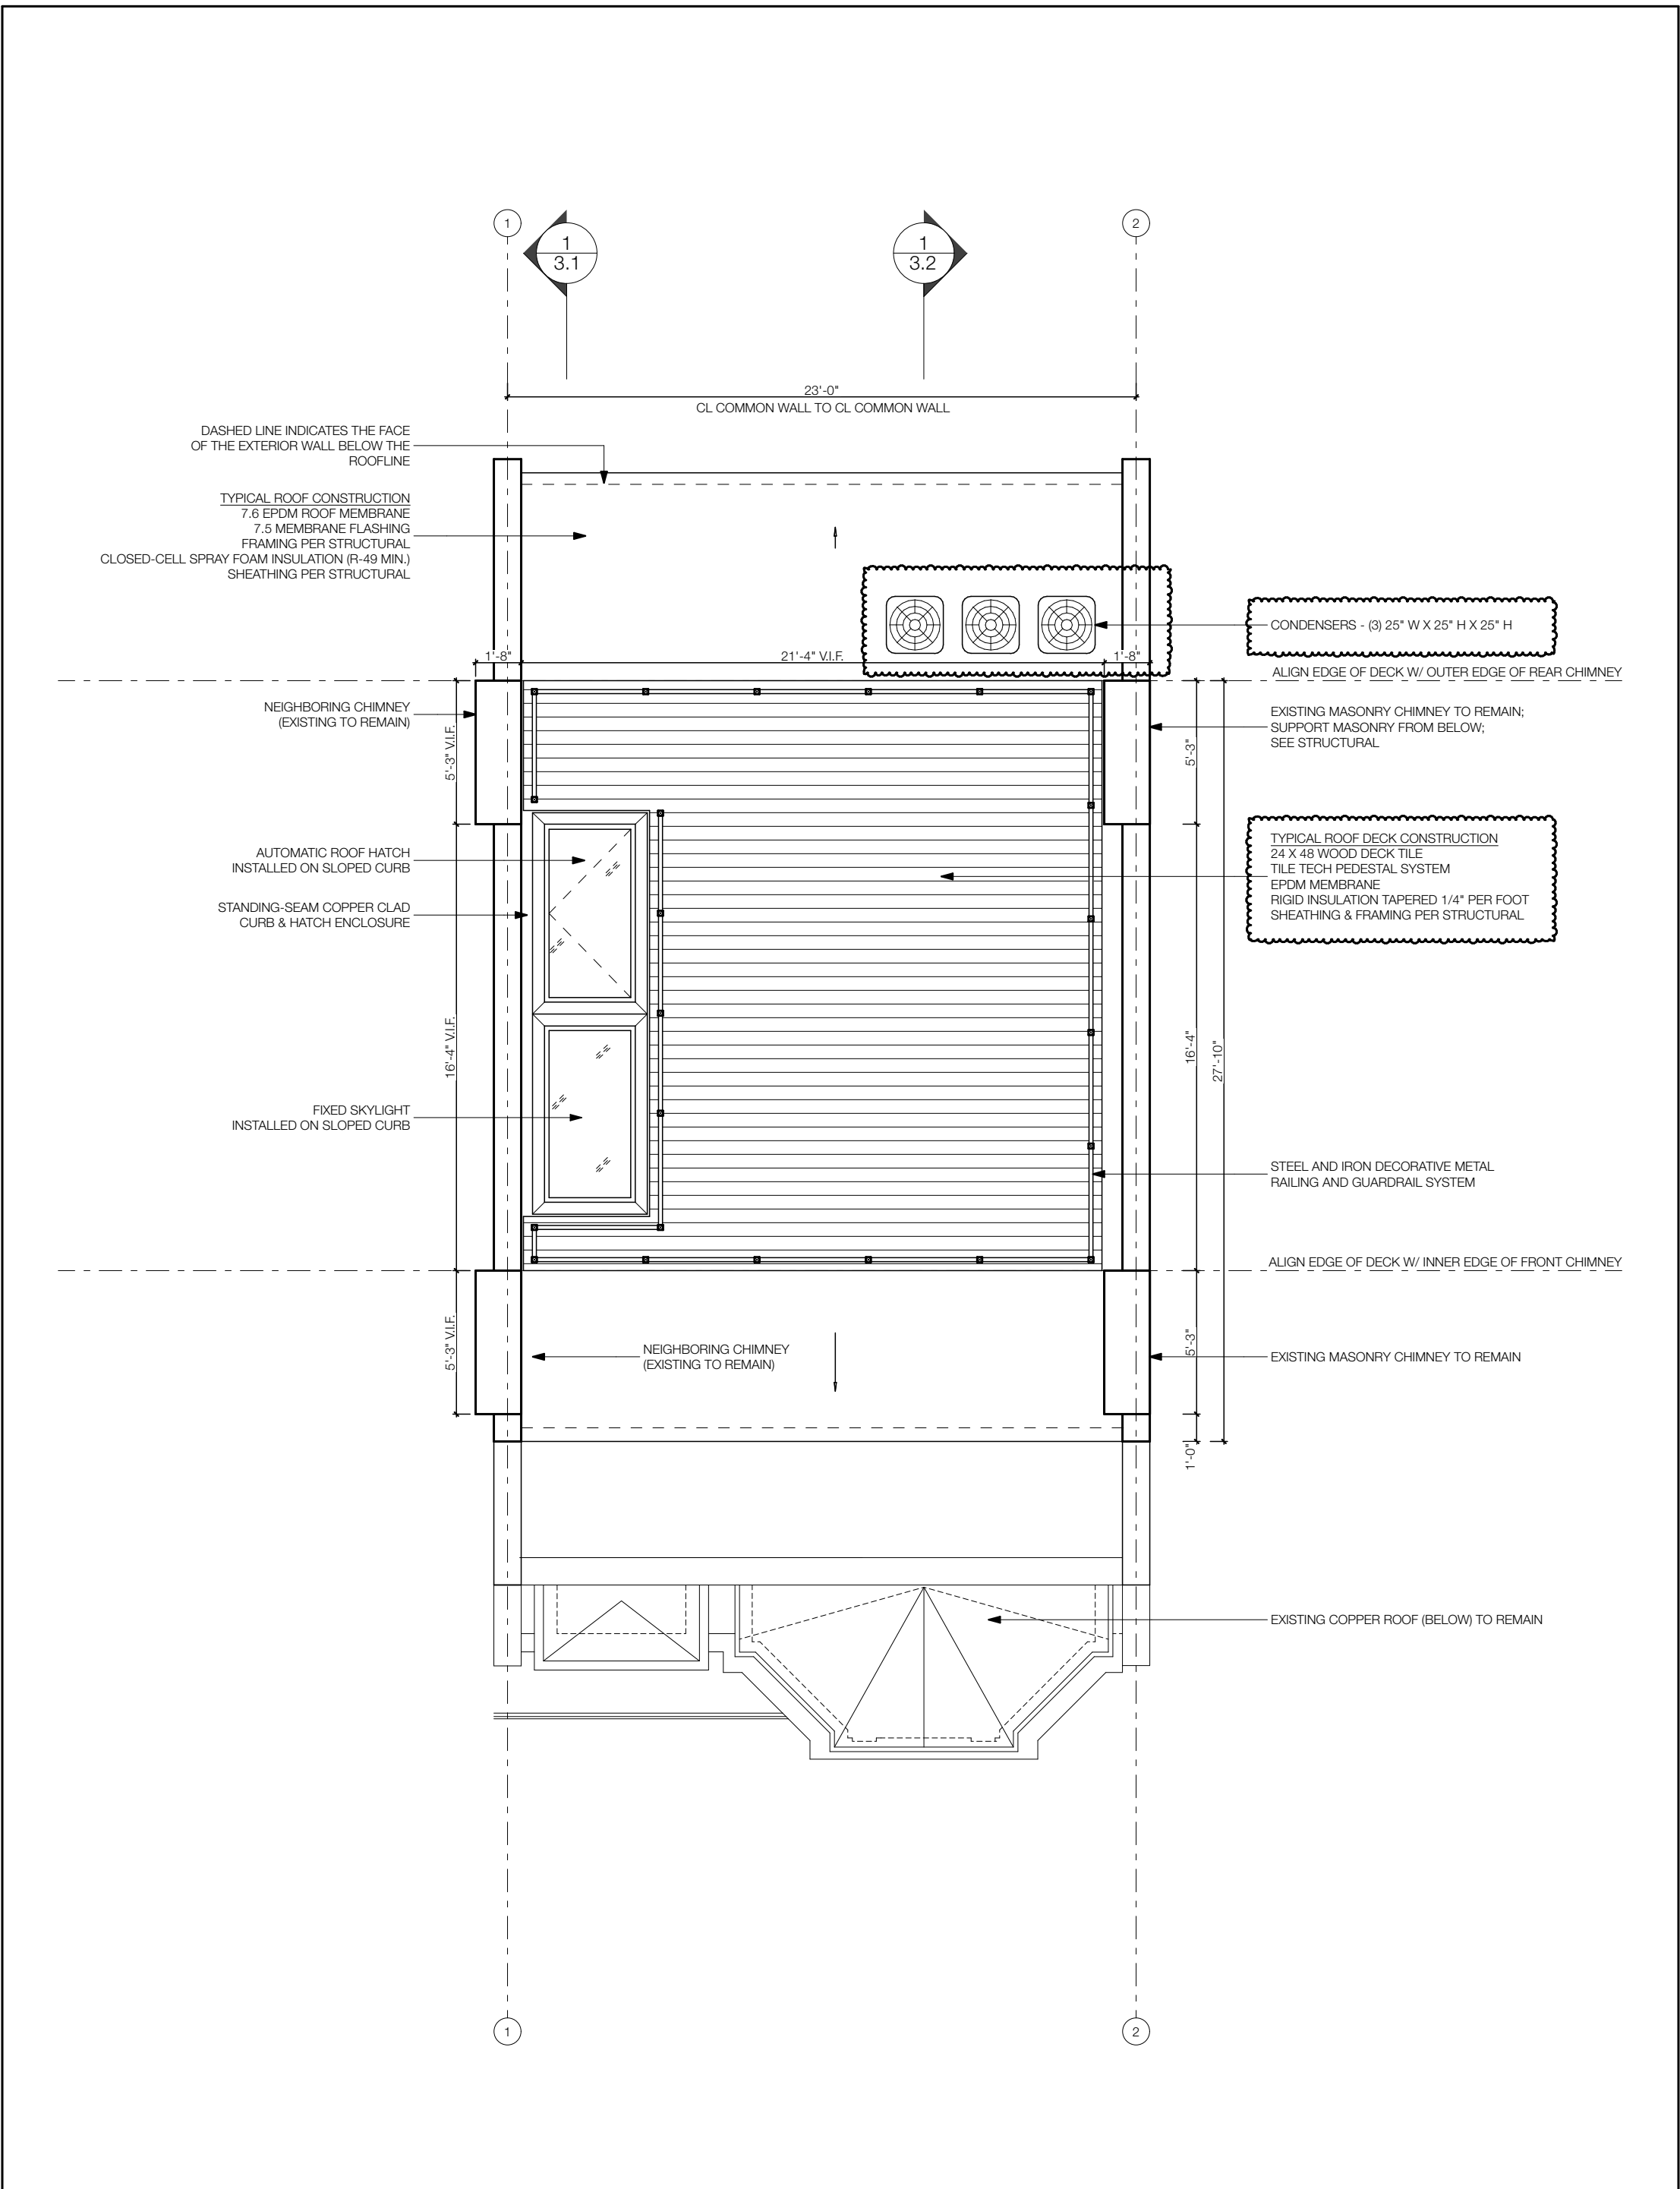 1
2
1
3.1
1
3.2
23'-0"
CL COMMON WALL TO CL COMMON WALL
DASHED LINE INDICATES THE FACE
OF THE EXTERIOR WALL BELOW THE
ROOFLINE
TYPICAL ROOF CONSTRUCTION
7.6 EPDM ROOF MEMBRANE
7.5 MEMBRANE FLASHING
FRAMING PER STRUCTURAL
CLOSED-CELL SPRAY FOAM INSULATION (R-49 MIN.)
SHEATHING PER STRUCTURAL
CONDENSERS - (3) 25" W X 25" H X 25" H
1'-8"
21'-4" V.I.F.
1'-8"
ALIGN EDGE OF DECK W/ OUTER EDGE OF REAR CHIMNEY
NEIGHBORING CHIMNEY
(EXISTING TO REMAIN)
5'-3" V.I.F.
5'-3"
EXISTING MASONRY CHIMNEY TO REMAIN;
SUPPORT MASONRY FROM BELOW;
SEE STRUCTURAL
AUTOMATIC ROOF HATCH
INSTALLED ON SLOPED CURB
STANDING-SEAM COPPER CLAD
CURB & HATCH ENCLOSURE
TYPICAL ROOF DECK CONSTRUCTION
24 X 48 WOOD DECK TILE
TILE TECH PEDESTAL SYSTEM
EPDM MEMBRANE
RIGID INSULATION TAPERED 1/4" PER FOOT
SHEATHING & FRAMING PER STRUCTURAL
16'-4" V.I.F.
16'-4"
27'-10"
FIXED SKYLIGHT
INSTALLED ON SLOPED CURB
STEEL AND IRON DECORATIVE METAL
RAILING AND GUARDRAIL SYSTEM
ALIGN EDGE OF DECK W/ INNER EDGE OF FRONT CHIMNEY
5'-3" V.I.F.
NEIGHBORING CHIMNEY
(EXISTING TO REMAIN)
5'-3"
EXISTING MASONRY CHIMNEY TO REMAIN
1'-0"
EXISTING COPPER ROOF (BELOW) TO REMAIN
1
2